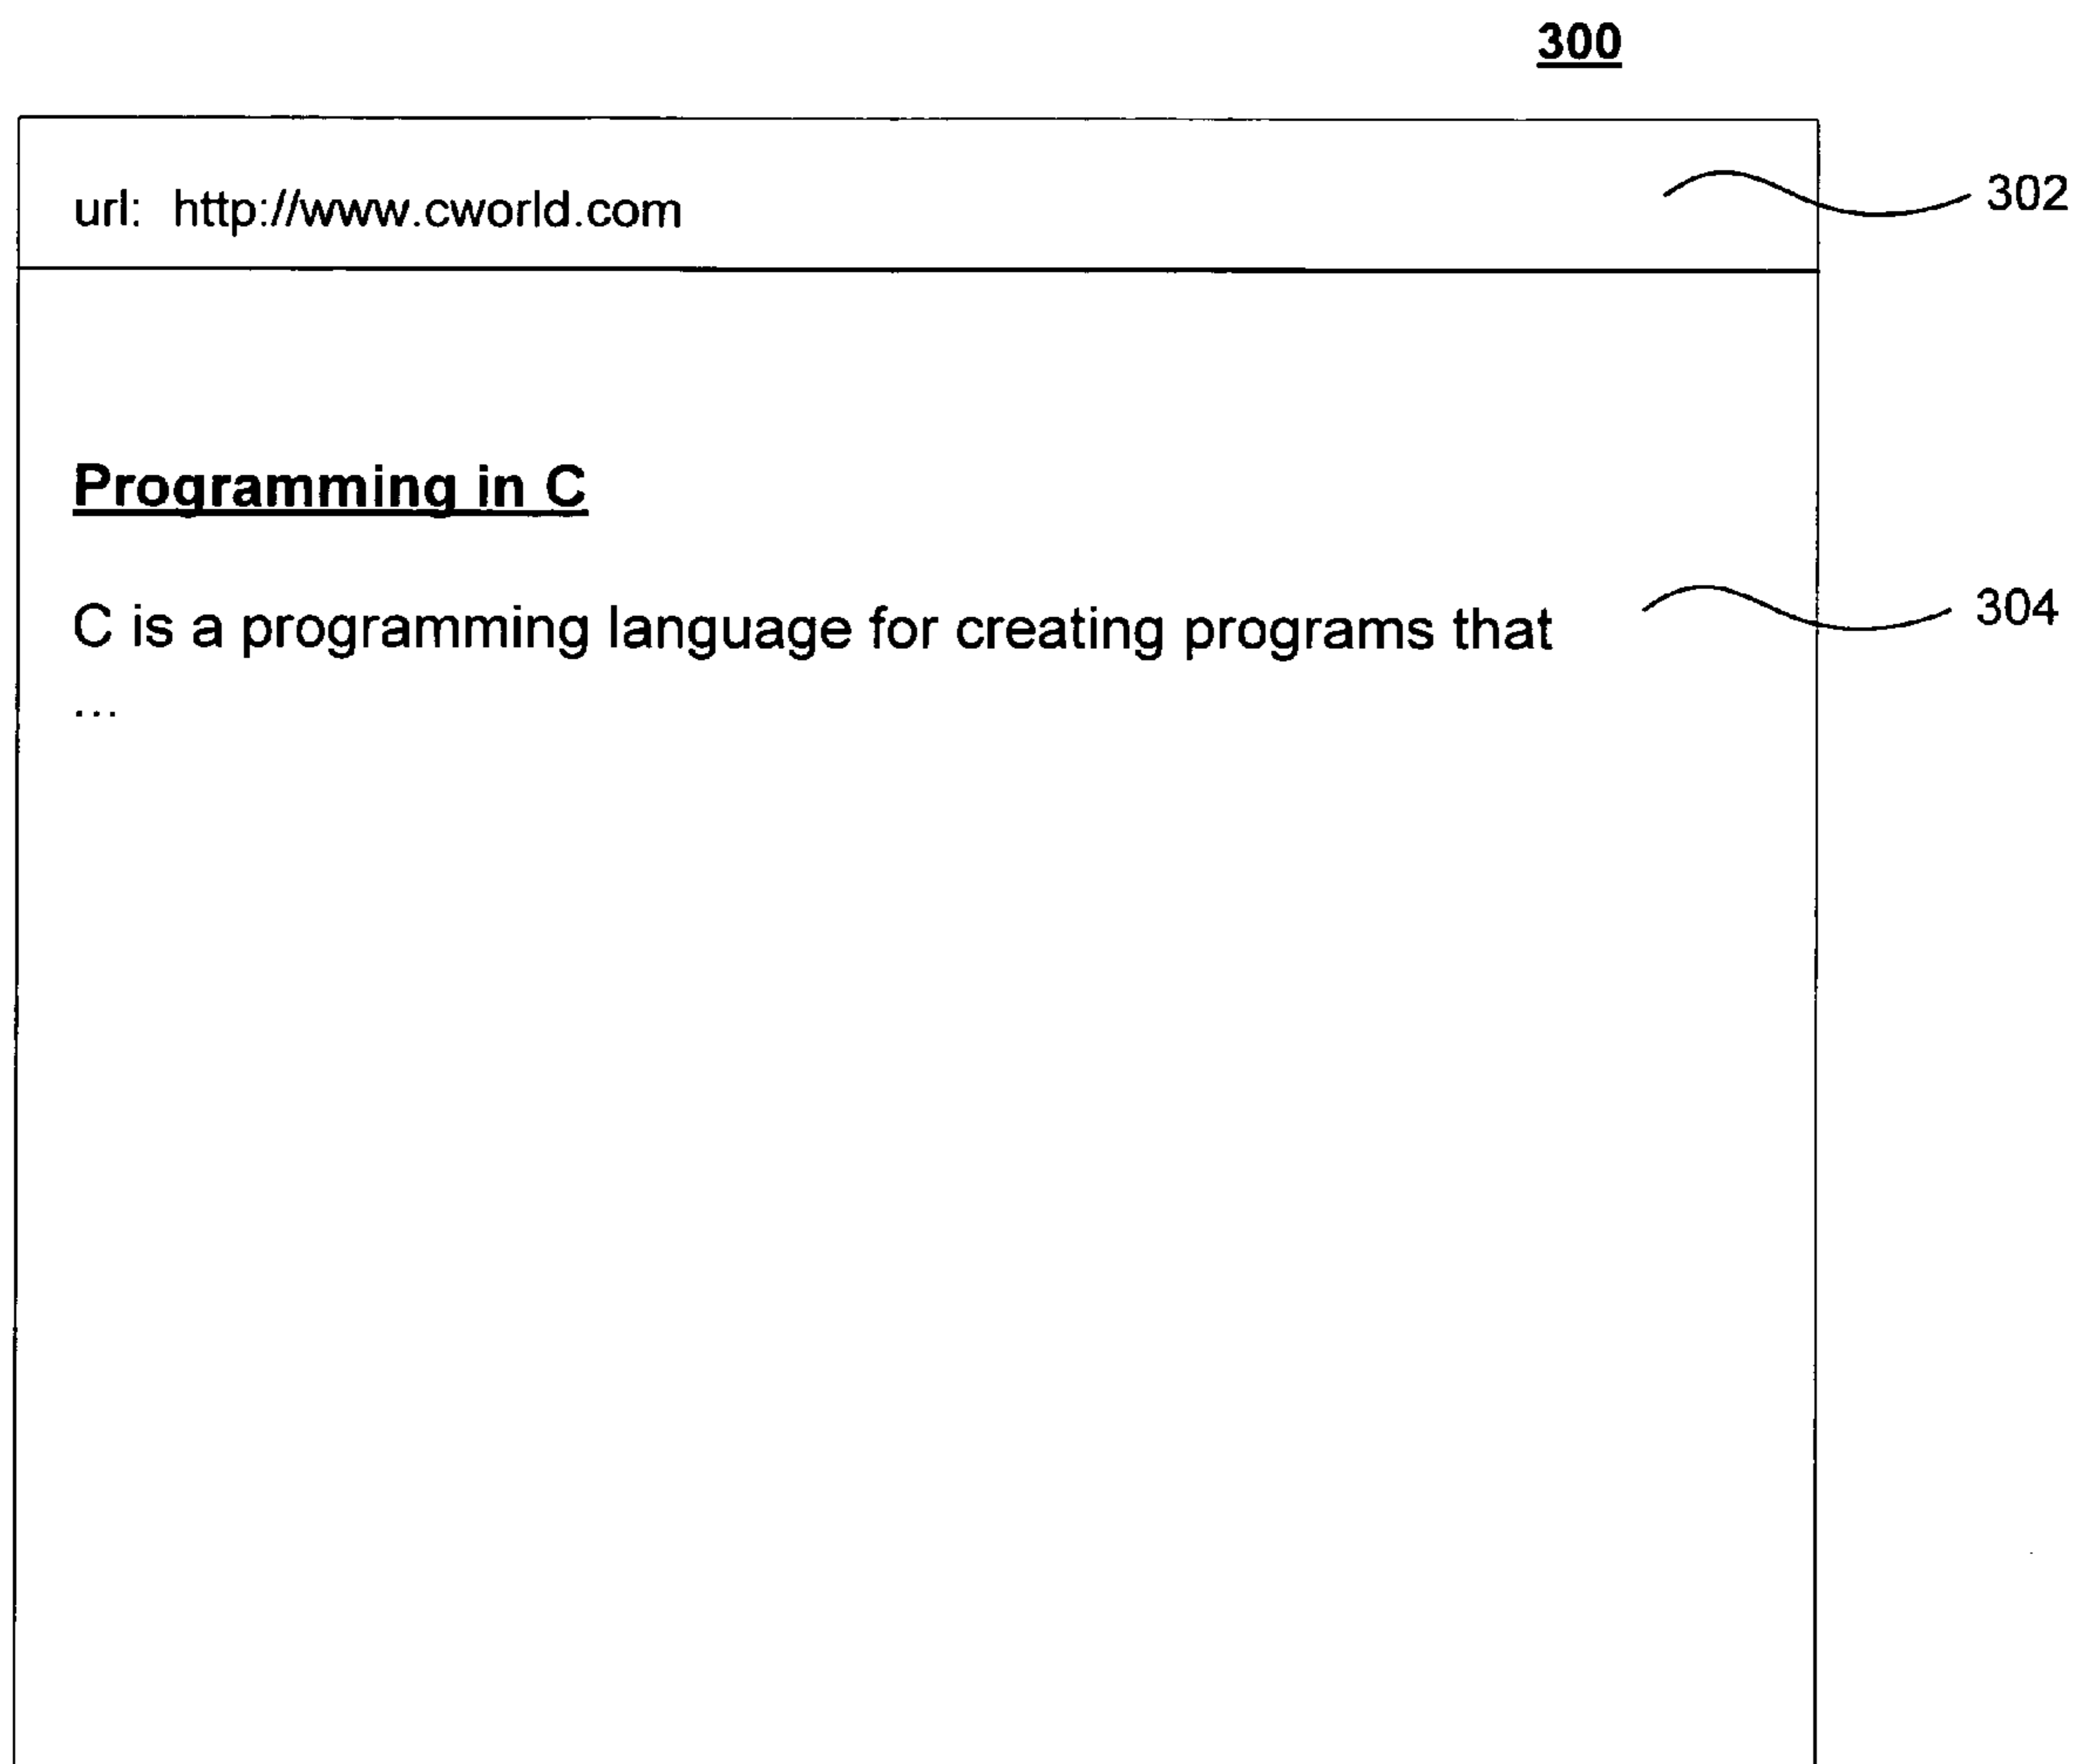 300
url: http://www.cworld.com
302
Programming in C
C is a programming language for creating programs that
304
...